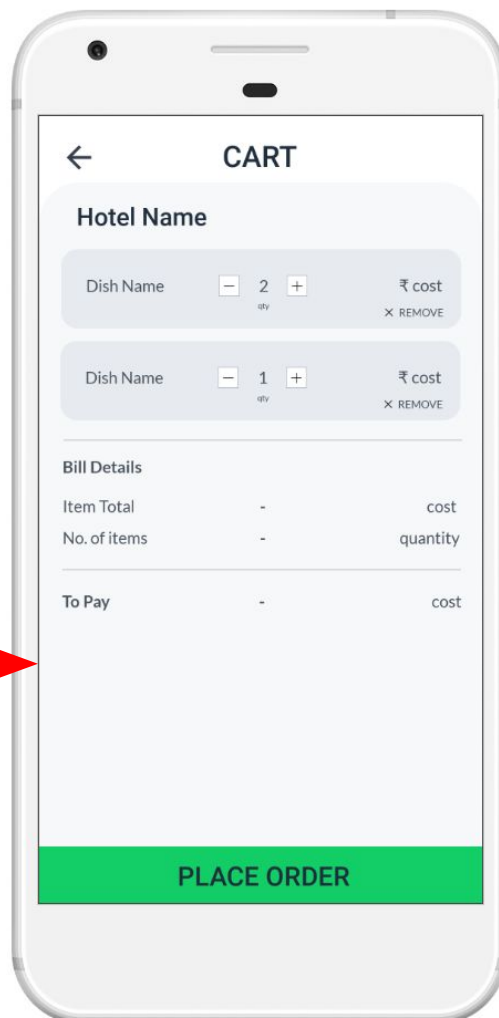 ← CART
Hotel Name
Dish Name − 2 + ₹ cost
qty
× REMOVE
Dish Name − 1 + ₹ cost
qty
× REMOVE
Bill Details
Item Total - cost
No. of items - quantity
To Pay - cost
PLACE ORDER